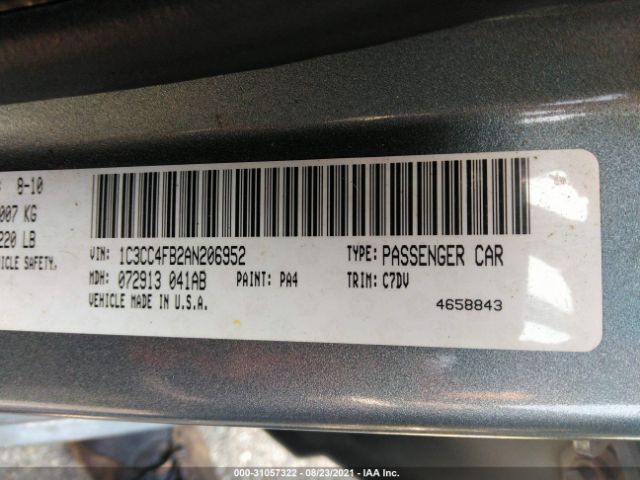 8-10
007 KG
220 LB
VEHICLE SAFETY.
VIN: 1C3CC4FB2AN206952 TYPE: PASSENGER CAR
MDH: 072913 041AB PAINT: PA4 TRIM: C7DV
VEHICLE MADE IN U.S.A.
4658843
000-31057322 | 08/23/2021 | IAA Inc.